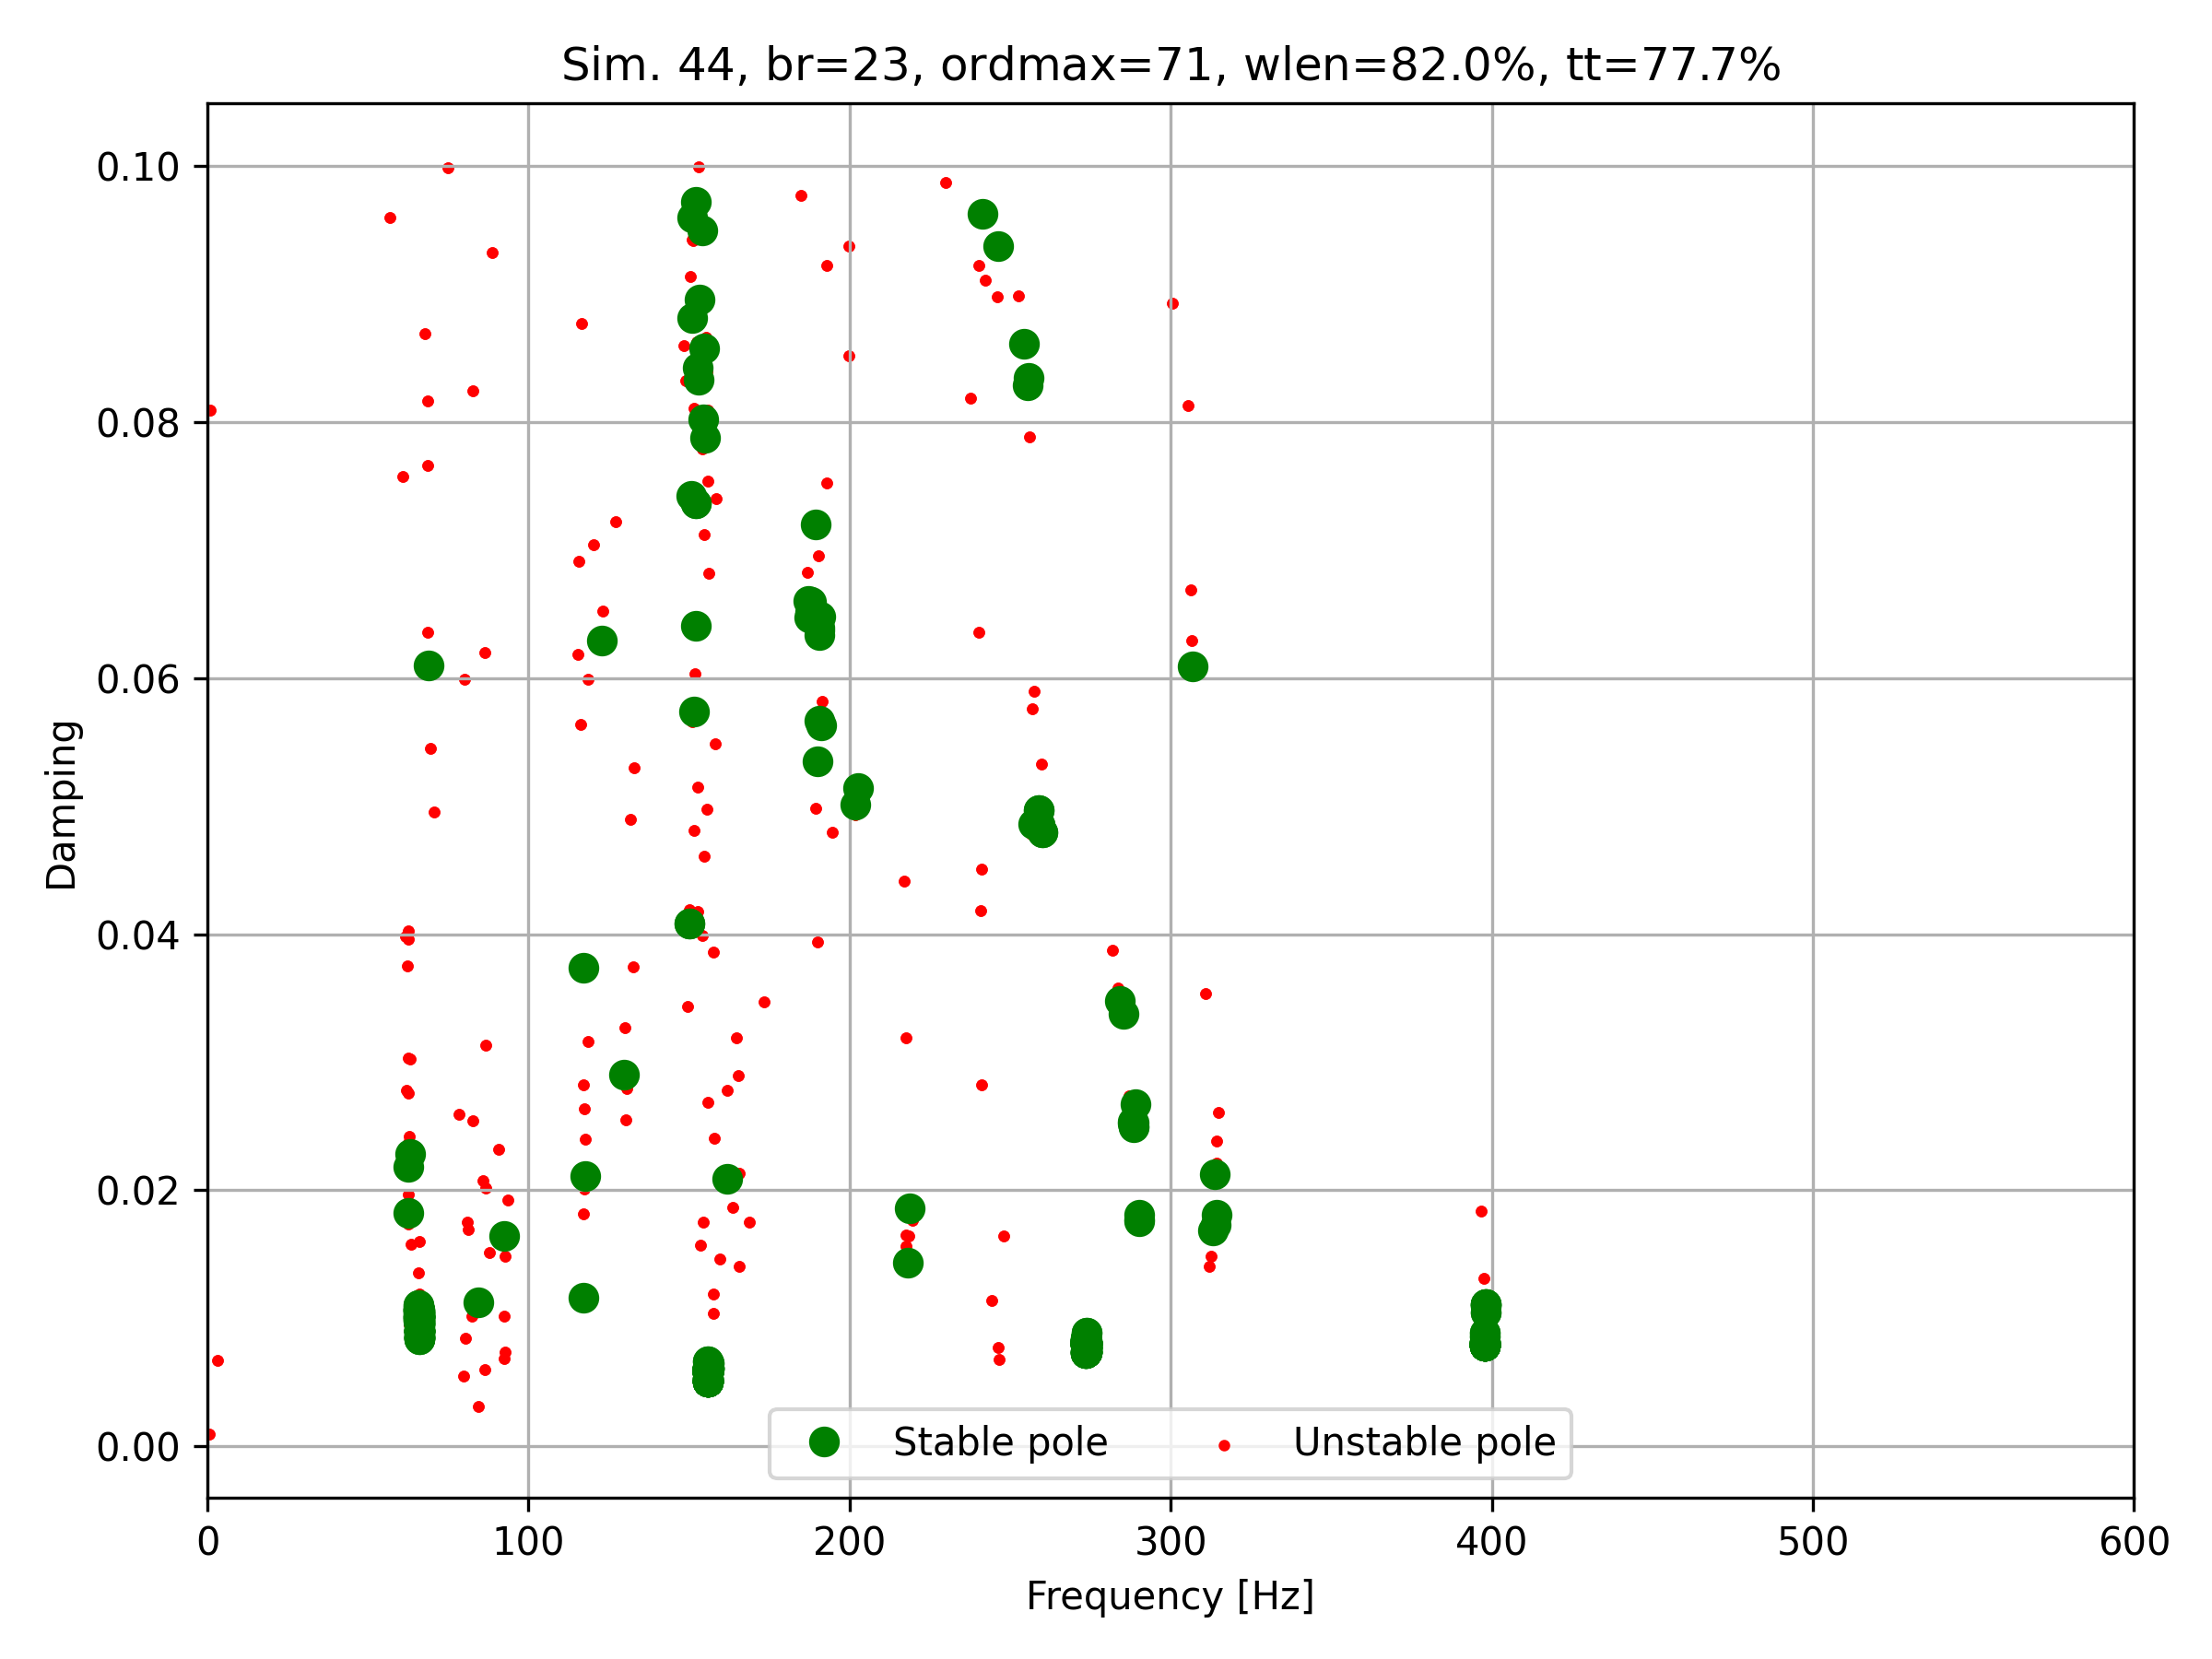 Sim. 44, br=23, ordmax=71, wlen=82.0%, tt=77.7%
0.10
0.08
0.06
0.04
0.02
0.00
Damping
0 100 200 300 400 500 600
Frequency [Hz]
Stable pole Unstable pole